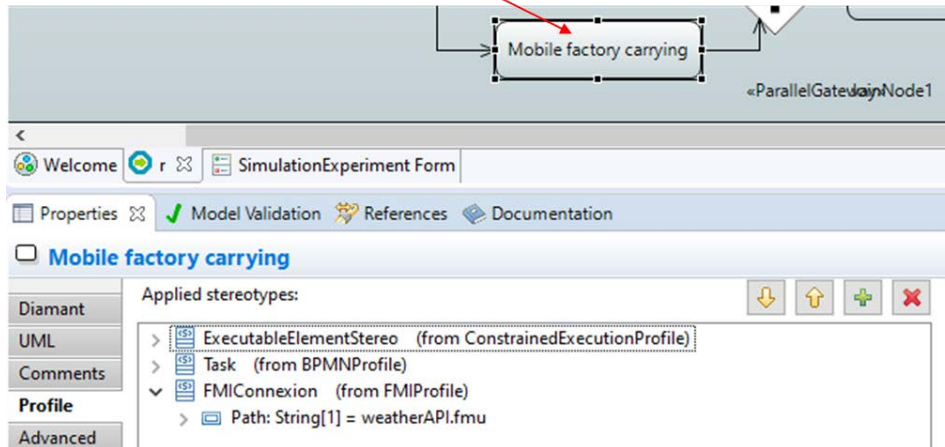 Mobile factory carrying
«ParallelGateway»JoinNode1
Welcome r SimulationExperiment Form
Properties Model Validation References Documentation
Mobile factory carrying
Applied stereotypes:
Diamant
UML
Comments
Profile
Advanced
ExecutableElementStereo (from ConstrainedExecutionProfile)
Task (from BPMNProfile)
FMIConnexion (from FMIProfile)
Path: String[1] = weatherAPI.fmu